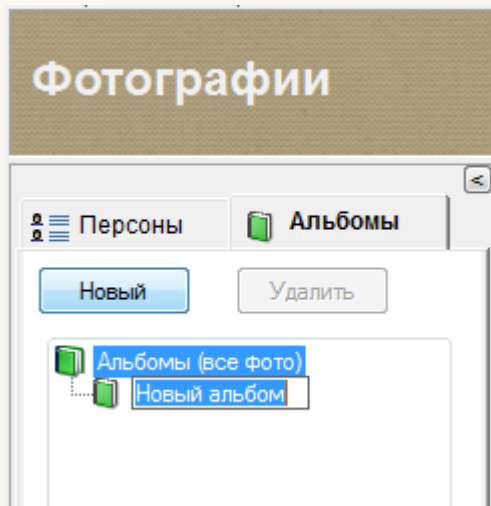 Фотографии
<
Персоны
Альбомы
Новый
Удалить
Альбомы (все фото)
Новый альбом